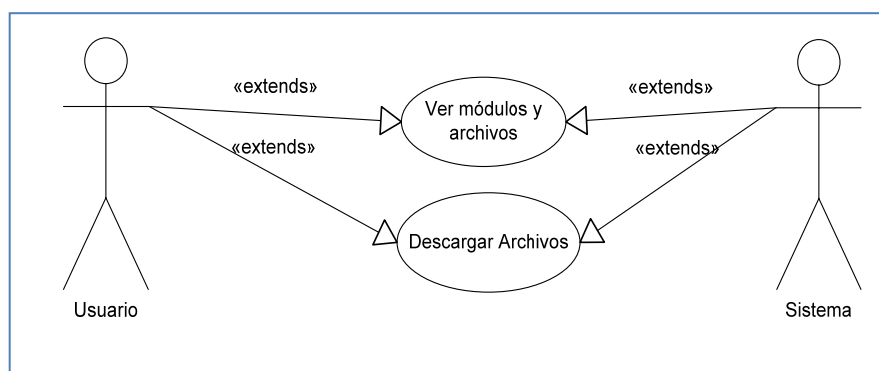 «extends»
«extends»
Ver módulos y
archivos
«extends»
«extends»
Descargar Archivos
Usuario
Sistema